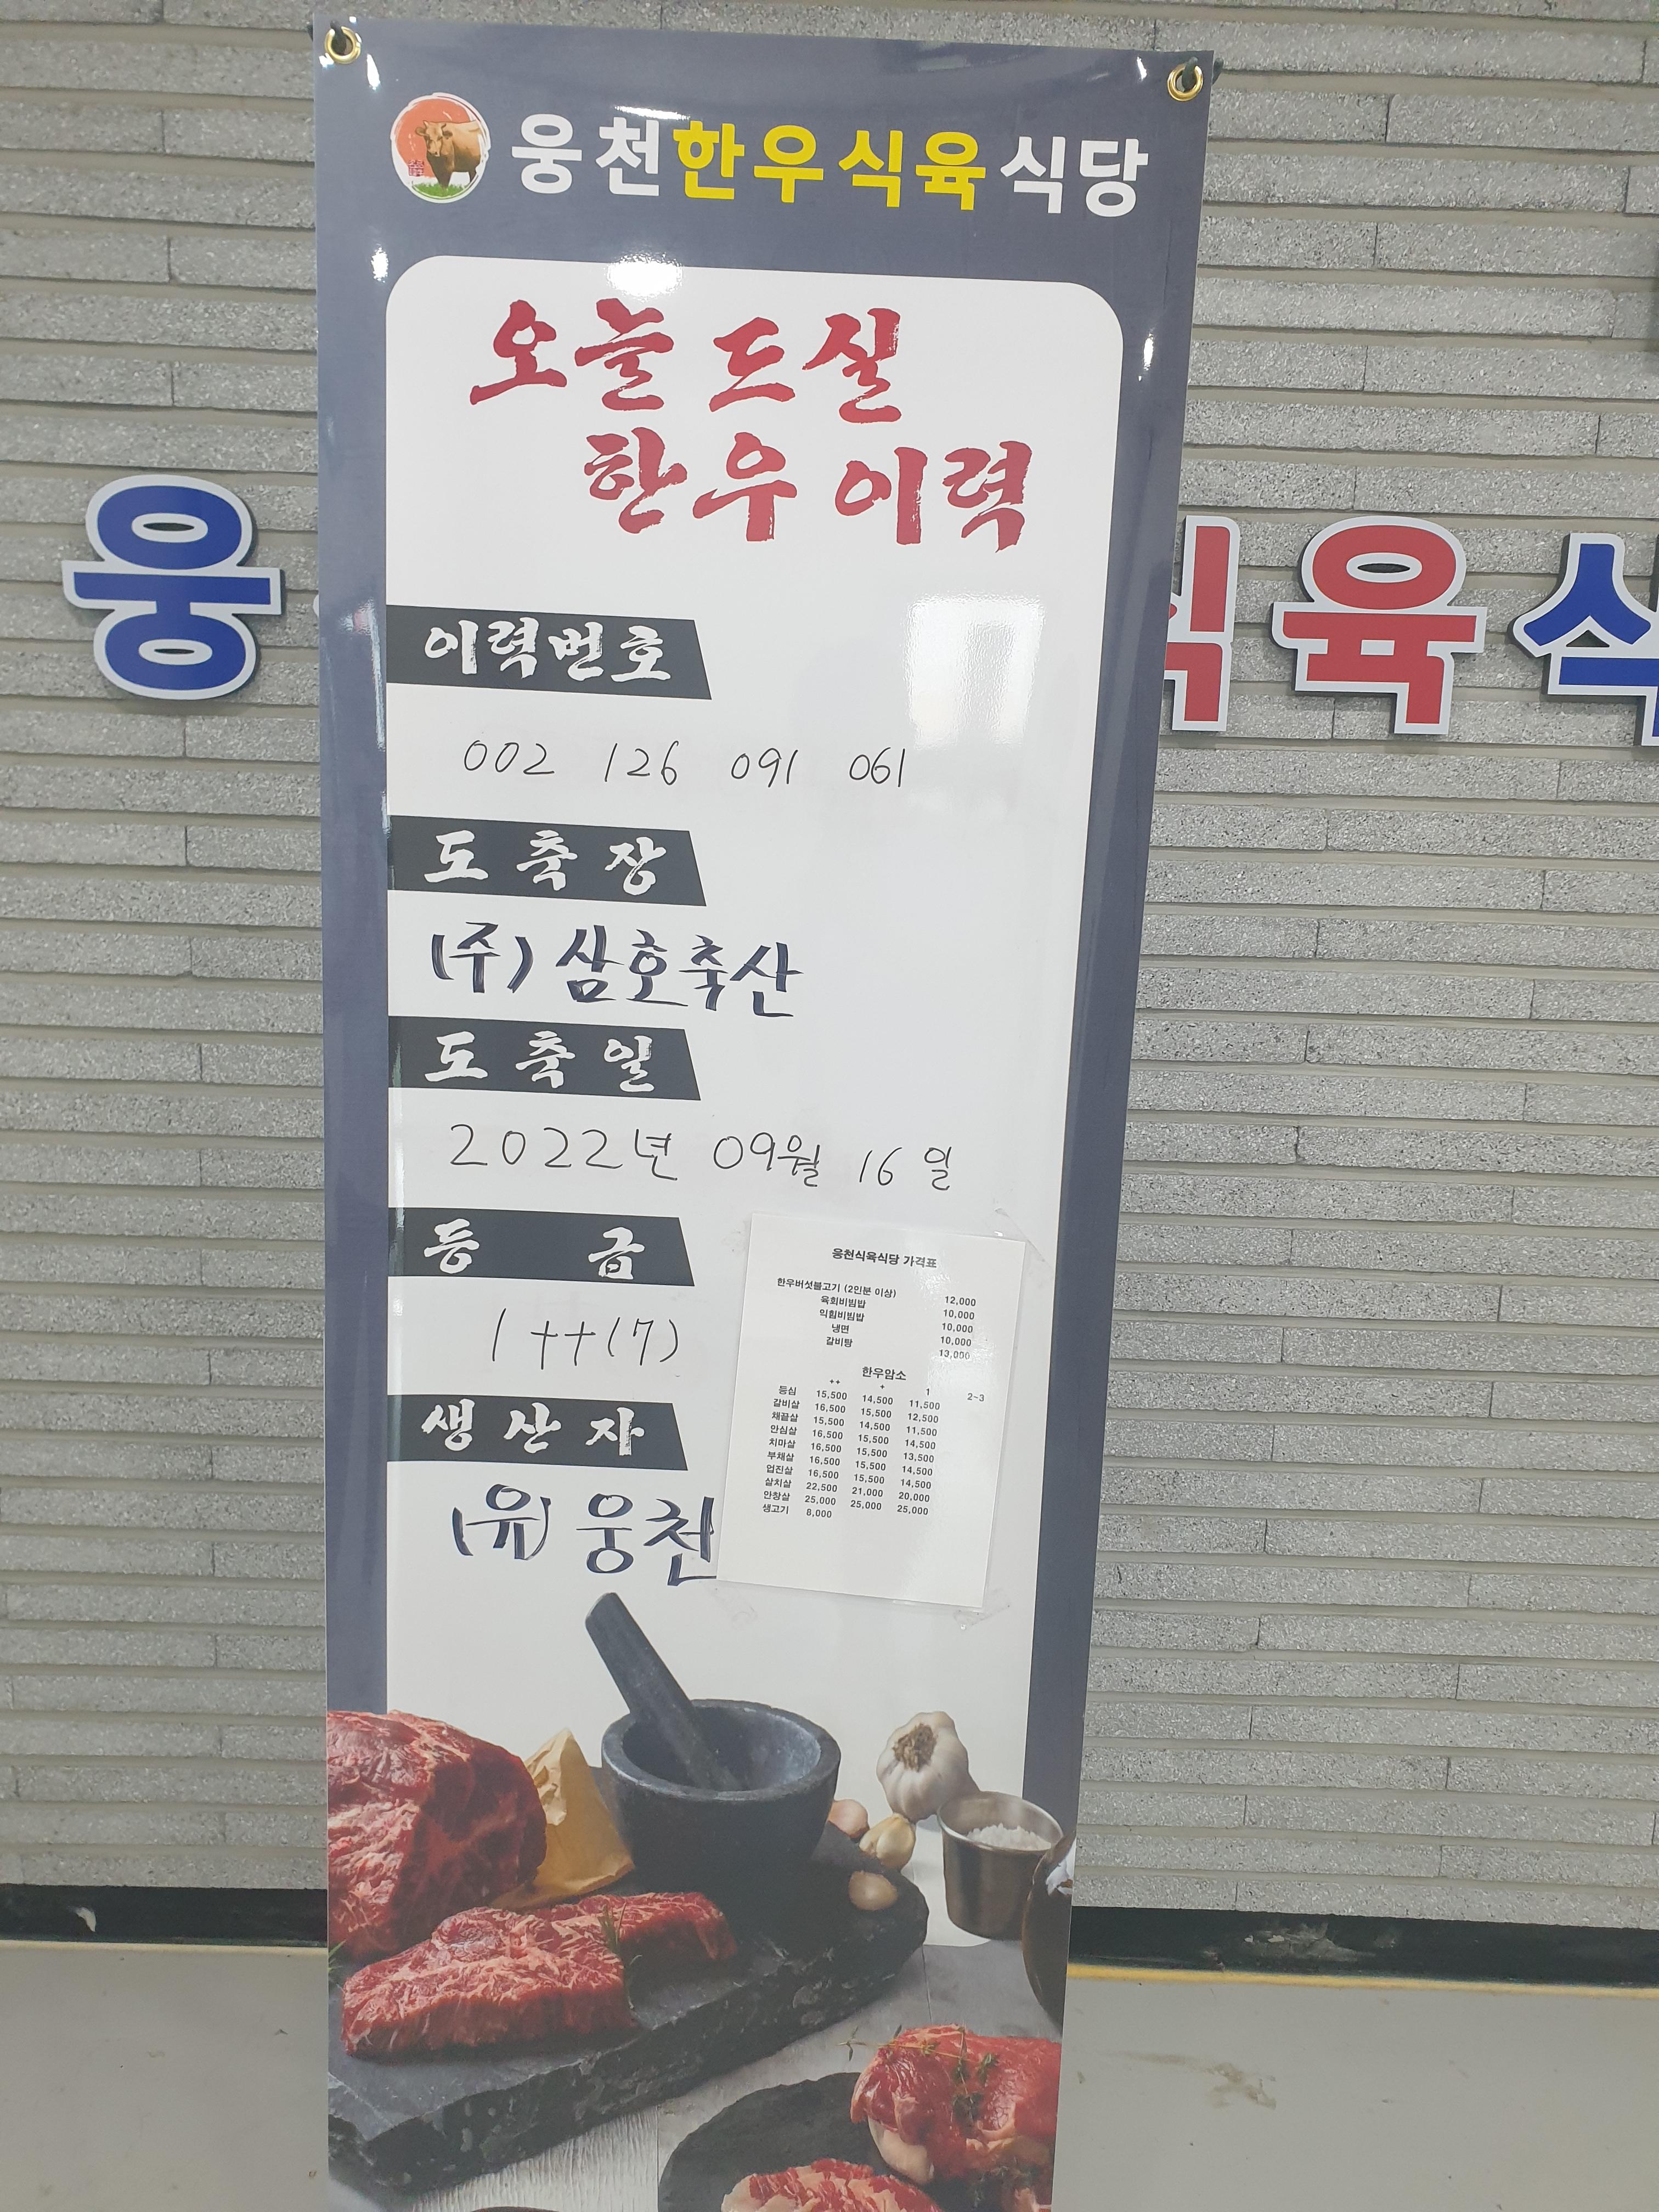 웅천한우식육식당
오늘 드실
한우 이력
이력번호
002 126 091 061
도축장
(주)삼호축산
도축일
2022년 09월 16일
등급
1++(7)
생산자
(유)웅천
웅천식육식당 가격표
한우버섯불고기 (2인분 이상) 12,000
육회비빔밥 10,000
익힘비빔밥 10,000
냉면 10,000
갈비탕 13,000
한우암소
++ + 1 2~3
등심 15,500 14,500 11,500
갈비살 16,500 15,500 12,500
채끝살 15,500 14,500 11,500
안심살 16,500 15,500 14,500
치마살 16,500 15,500 13,500
부채살 16,500 15,500 14,500
업진살 16,500 15,500 14,500
살치살 22,500 21,000 20,000
안창살 25,000 25,000 25,000
생고기 8,000
웅 식육식